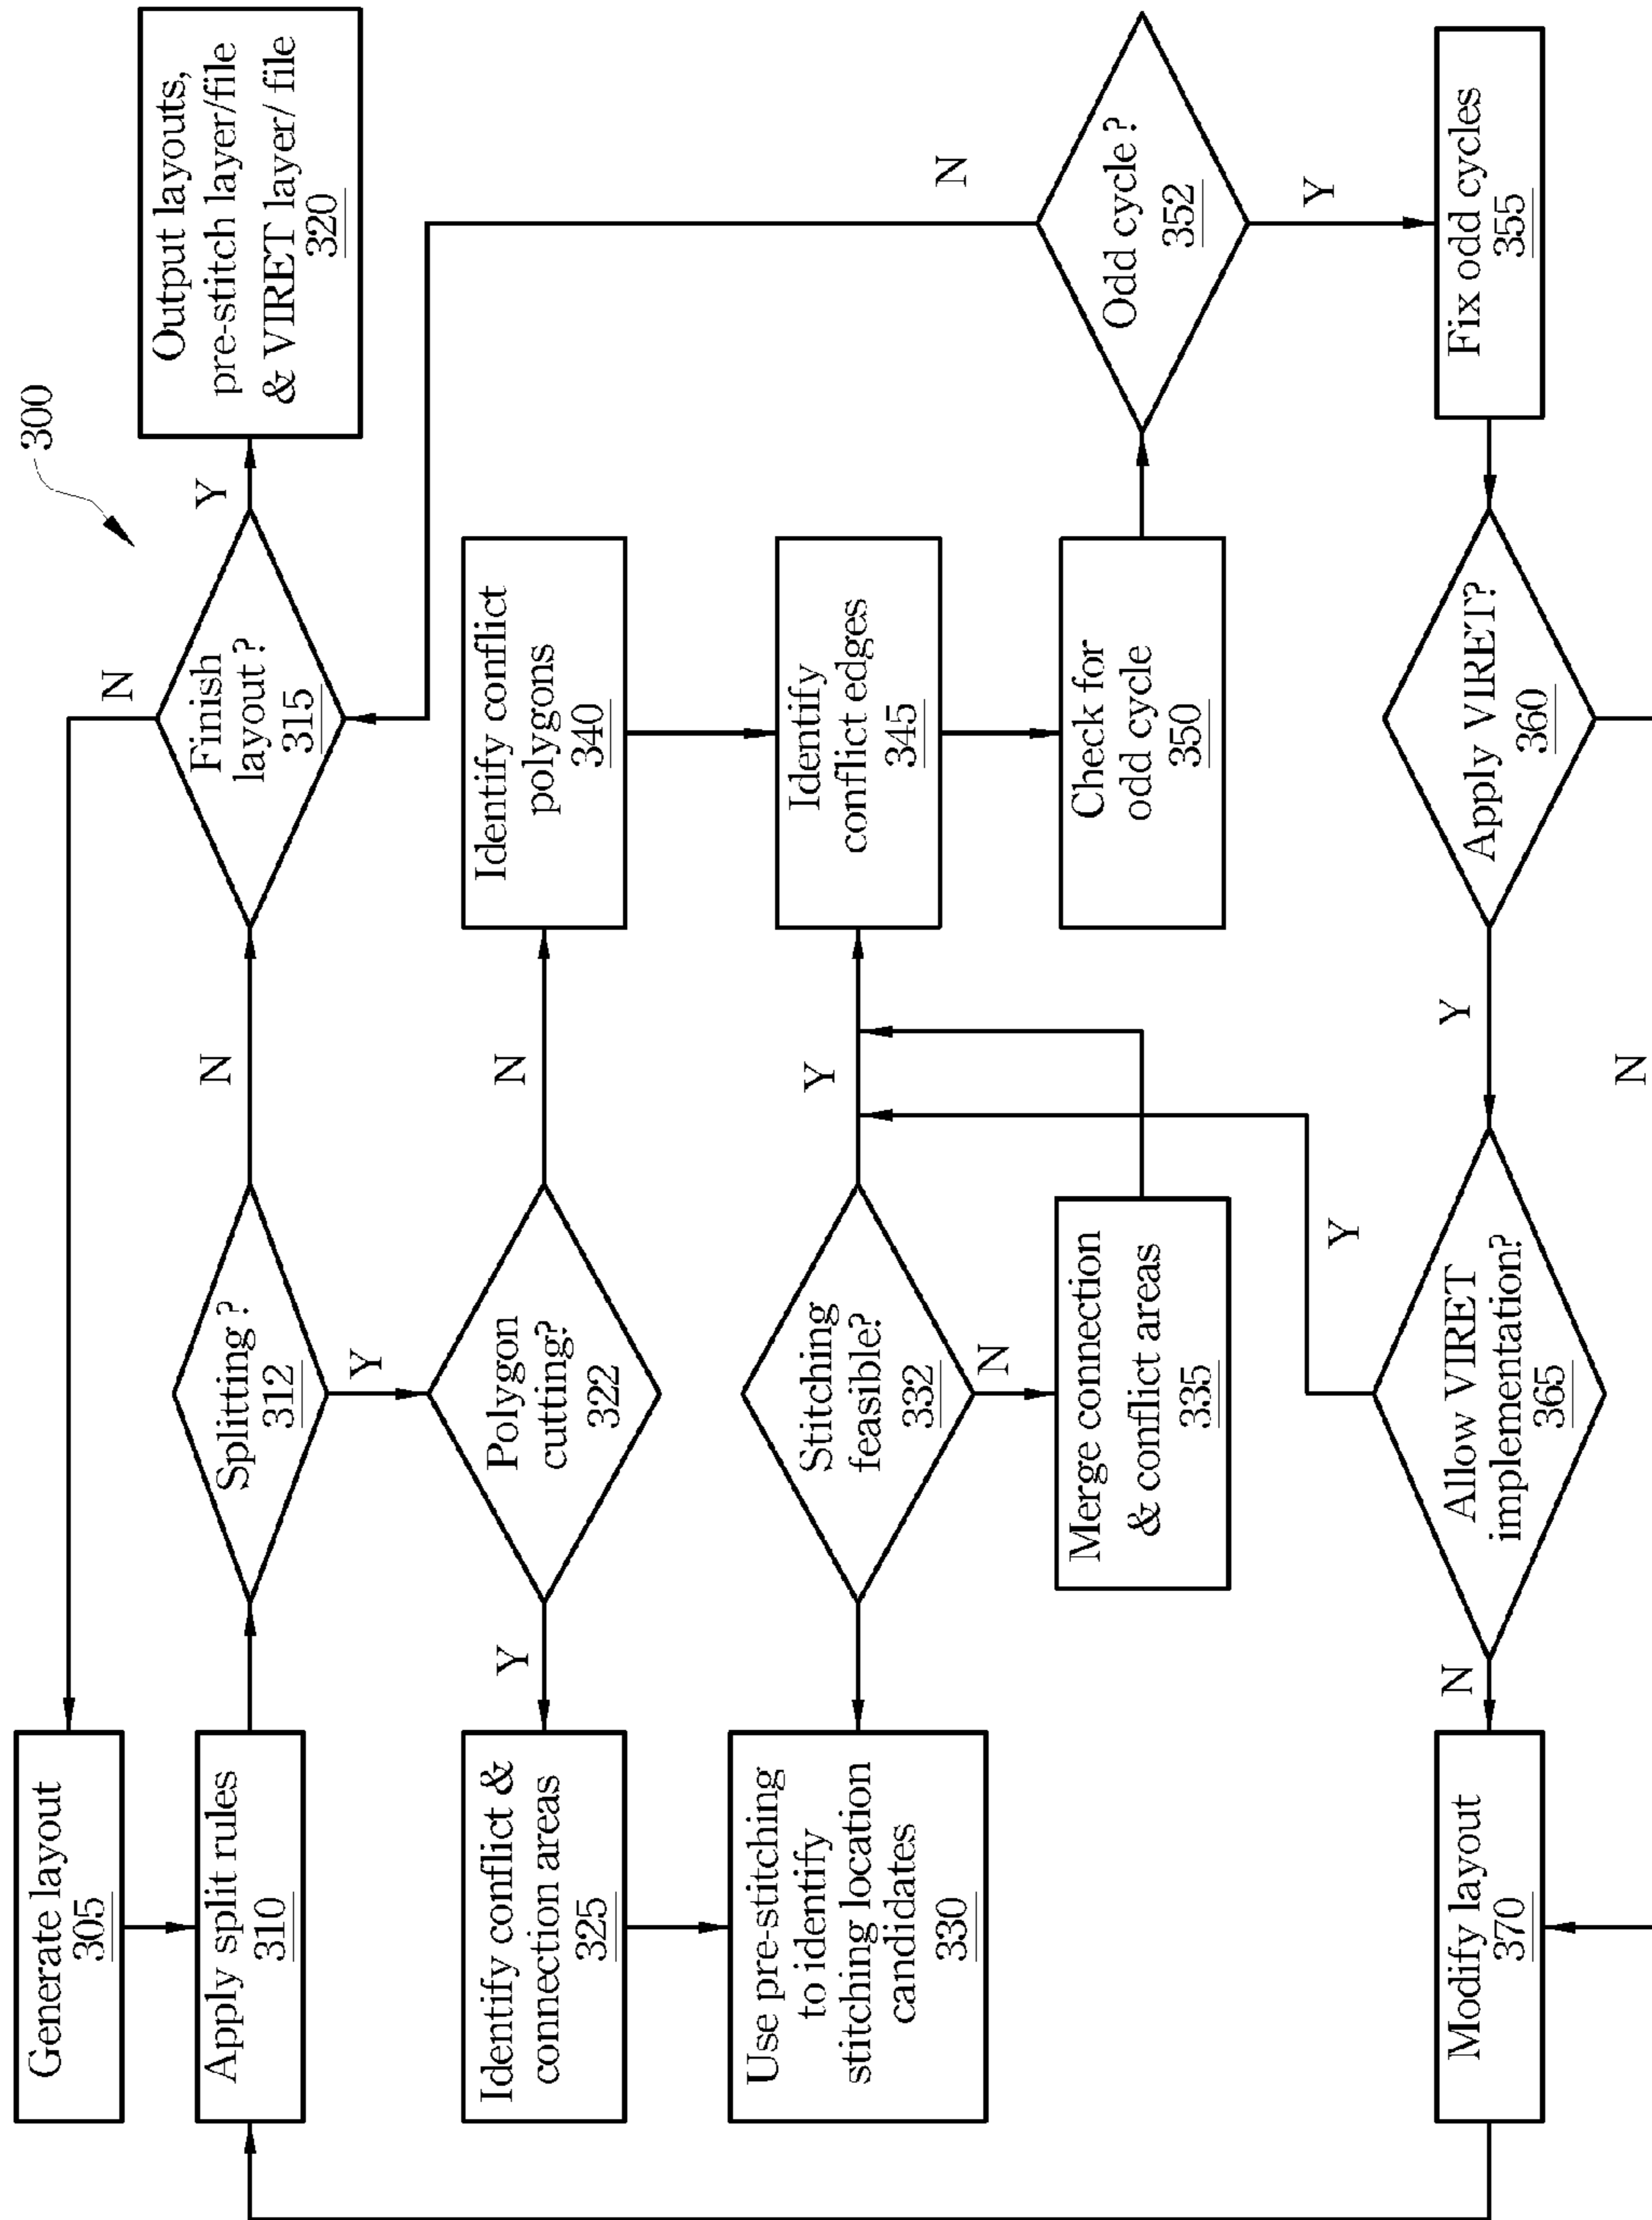 300
Generate layout
305
Apply split rules
310
Splitting?
312
N
Y
Finish
layout?
315
N
Y
Output layouts,
pre-stitch layer/file
& VIRET layer/ file
320
Polygon
cutting?
322
Y
N
Identify conflict &
connection areas
325
Identify conflict
polygons
340
Use pre-stitching
to identify
stitching location
candidates
330
Stitching
feasible?
332
Y
N
Merge connection
& conflict areas
335
Identify
conflict edges
345
Check for
odd cycle
350
Odd cycle?
352
N
Y
Fix odd cycles
355
Apply VIRET?
360
Y
N
Allow VIRET
implementation?
365
Y
N
Modify layout
370